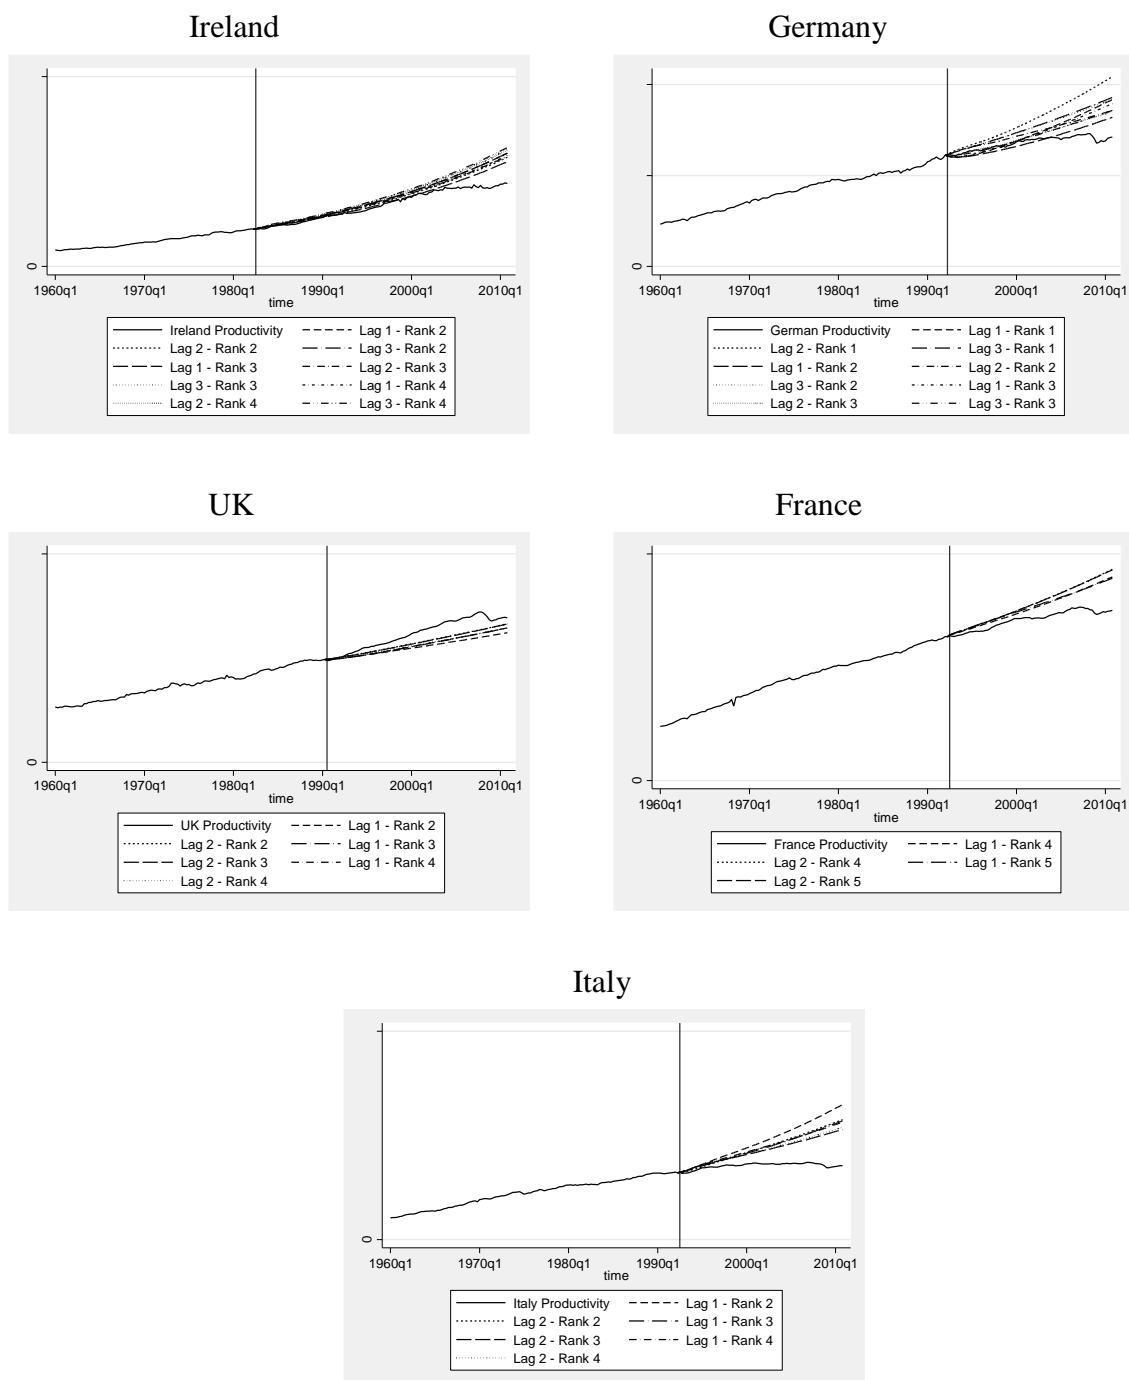 Ireland
0
1960q1 1970q1 1980q1 1990q1 2000q1 2010q1
time
Ireland Productivity Lag 1 - Rank 2
Lag 2 - Rank 2 Lag 3 - Rank 2
Lag 1 - Rank 3 Lag 2 - Rank 3
Lag 3 - Rank 3 Lag 1 - Rank 4
Lag 2 - Rank 4 Lag 3 - Rank 4
Germany
0
1960q1 1970q1 1980q1 1990q1 2000q1 2010q1
time
German Productivity Lag 1 - Rank 1
Lag 2 - Rank 1 Lag 3 - Rank 1
Lag 1 - Rank 2 Lag 2 - Rank 2
Lag 3 - Rank 2 Lag 1 - Rank 3
Lag 2 - Rank 3 Lag 3 - Rank 3
UK
0
1960q1 1970q1 1980q1 1990q1 2000q1 2010q1
time
UK Productivity Lag 1 - Rank 2
Lag 2 - Rank 2 Lag 1 - Rank 3
Lag 2 - Rank 3 Lag 1 - Rank 4
Lag 2 - Rank 4
France
0
1960q1 1970q1 1980q1 1990q1 2000q1 2010q1
time
France Productivity Lag 1 - Rank 4
Lag 2 - Rank 4 Lag 1 - Rank 5
Lag 2 - Rank 5
Italy
0
1960q1 1970q1 1980q1 1990q1 2000q1 2010q1
time
Italy Productivity Lag 1 - Rank 2
Lag 2 - Rank 2 Lag 1 - Rank 3
Lag 2 - Rank 3 Lag 1 - Rank 4
Lag 2 - Rank 4